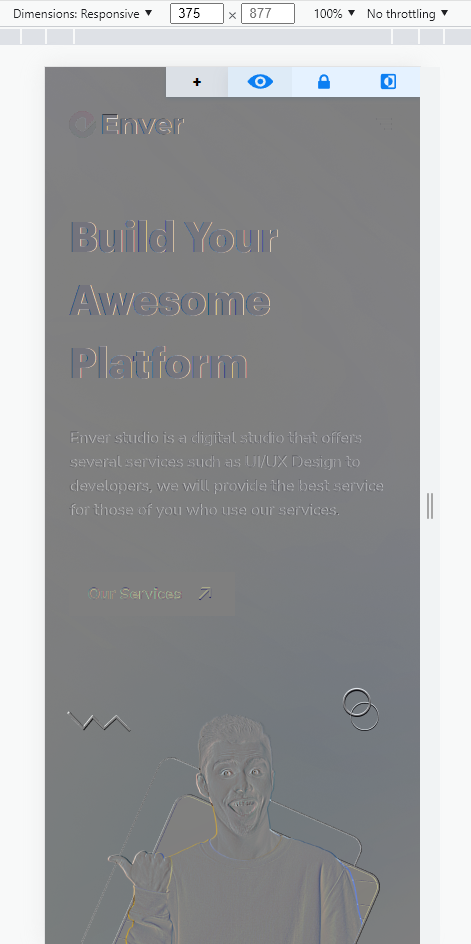 Dimensions: Responsive ▼ 375 × 877 100% ▼ No throttling ▼
+
Enver
Build Your
Awesome
Platform
Enver studio is a digital studio that offers
several services such as UI/UX Design to
developers, we will provide the best service
for those of you who use our services.
Our Services